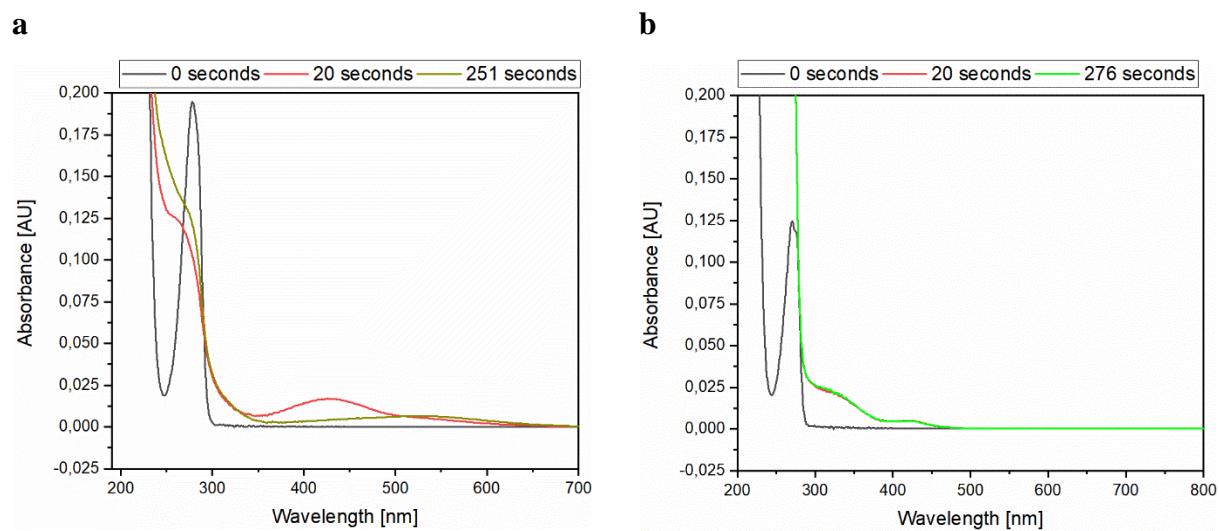 a
b
0 seconds 20 seconds 251 seconds
0 seconds 20 seconds 276 seconds
0,200
0,175
0,150
0,125
0,100
0,075
0,050
0,025
0,000
-0,025
Absorbance [AU]
200 300 400 500 600 700
Wavelength [nm]
0,200
0,175
0,150
0,125
0,100
0,075
0,050
0,025
0,000
-0,025
Absorbance [AU]
200 300 400 500 600 700 800
Wavelength [nm]